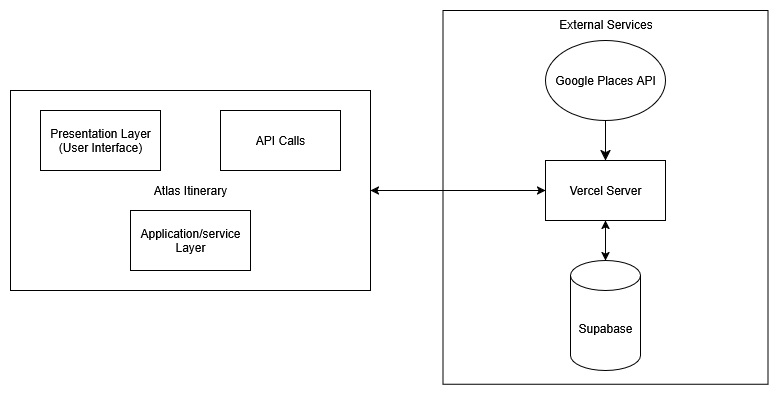 External Services
Google Places API
Presentation Layer
(User Interface)
API Calls
Atlas Itinerary
Vercel Server
Application/service
Layer
Supabase